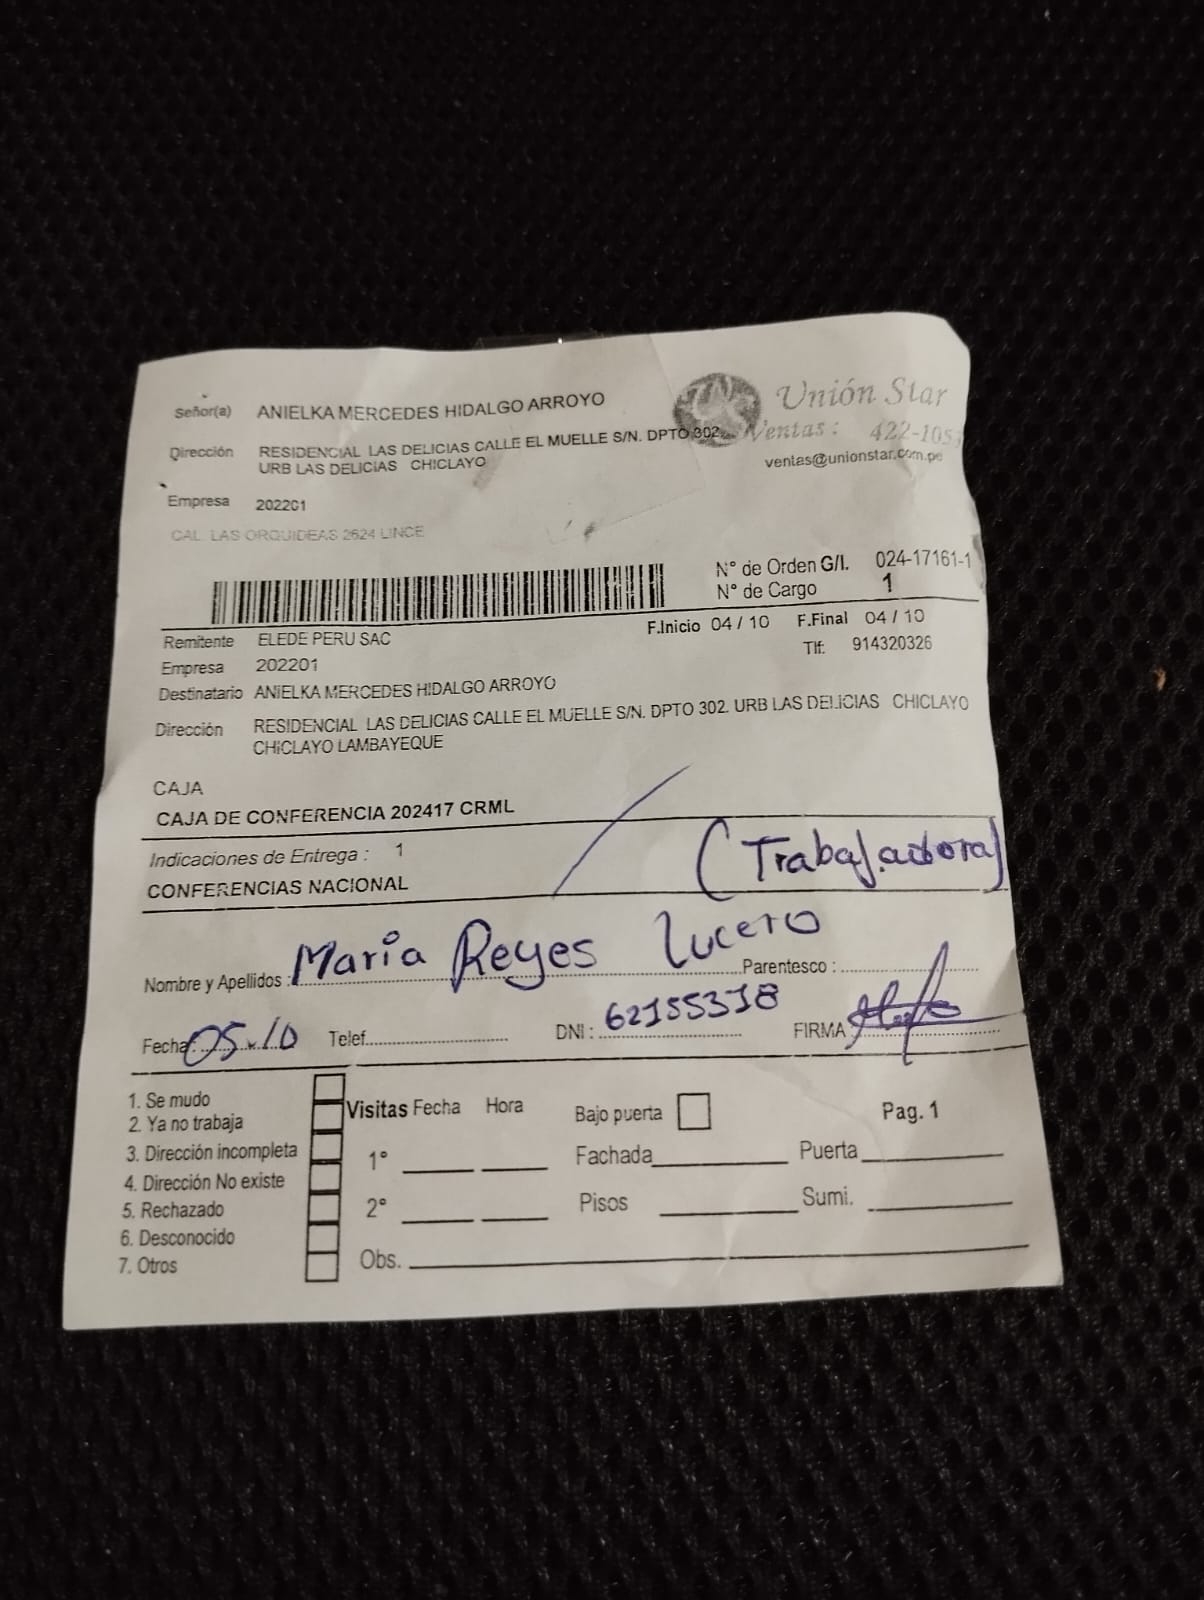 Señor(a) ANIELKA MERCEDES HIDALGO ARROYO
Unión Star
Dirección RESIDENCIAL LAS DELICIAS CALLE EL MUELLE S/N. DPTO 302
URB LAS DELICIAS CHICLAYO
Ventas: 422-105
ventas@unionstar.com.pe
Empresa 202201
CAL. LAS ORQUIDEAS 2624 LINCE
N° de Orden G/I. 024-17161-1
N° de Cargo 1
Remitente ELEDE PERU SAC
F.Inicio 04 / 10 F.Final 04 / 10
Empresa 202201
Tlf: 914320326
Destinatario ANIELKA MERCEDES HIDALGO ARROYO
Dirección RESIDENCIAL LAS DELICIAS CALLE EL MUELLE S/N. DPTO 302. URB LAS DELICIAS CHICLAYO
CHICLAYO LAMBAYEQUE
CAJA
CAJA DE CONFERENCIA 202417 CRML
Indicaciones de Entrega : 1
(Trabajadora)
CONFERENCIAS NACIONAL
Nombre y Apellidos : Maria Reyes Lucero Parentesco :
Fecha: 05.10 Telef. DNI : 62155318 FIRMA
1. Se mudo
2. Ya no trabaja
3. Dirección incompleta
4. Dirección No existe
5. Rechazado
6. Desconocido
7. Otros
Visitas Fecha Hora Bajo puerta Pag. 1
1° Fachada Puerta
2° Pisos Sumi.
Obs.